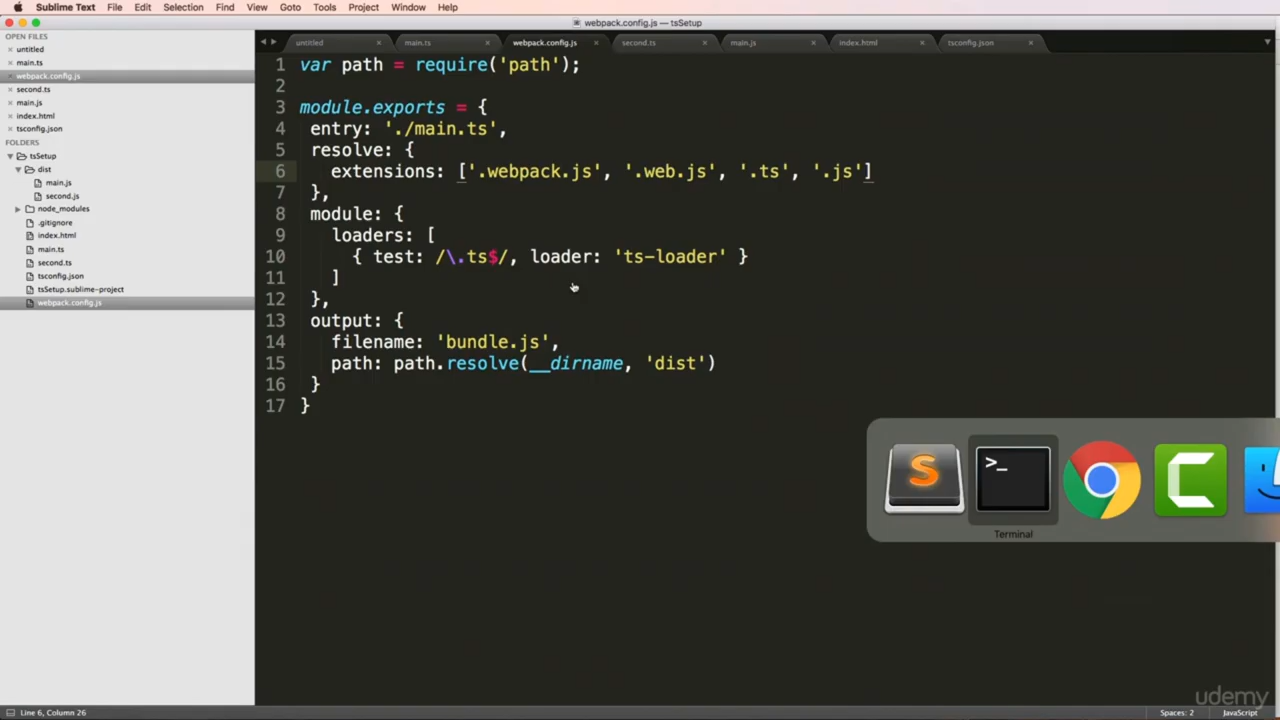 Sublime Text File Edit Selection Find View Goto Tools Project Window Help
webpack.config.js — tsSetup
OPEN FILES
untitled
main.ts
webpack.config.js
second.ts
main.js
index.html
tsconfig.json
FOLDERS
tsSetup
dist
main.js
second.js
node_modules
.gitignore
index.html
main.ts
second.ts
tsconfig.json
tsSetup.sublime-project
webpack.config.js
untitled main.ts webpack.config.js second.ts main.js index.html tsconfig.json
1 var path = require('path');
2
3 module.exports = {
4 entry: './main.ts',
5 resolve: {
6 extensions: ['.webpack.js', '.web.js', '.ts', '.js']
7 },
8 module: {
9 loaders: [
10 { test: /\.ts$/, loader: 'ts-loader' }
11 ]
12 },
13 output: {
14 filename: 'bundle.js',
15 path: path.resolve(__dirname, 'dist')
16 }
17 }
S >_ C
Terminal
udemy
Line 6, Column 26 Spaces: 2 JavaScript